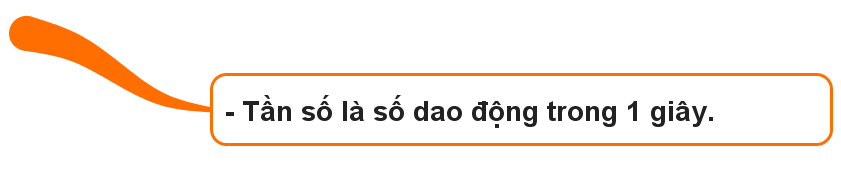 - Tần số là số dao động trong 1 giây.